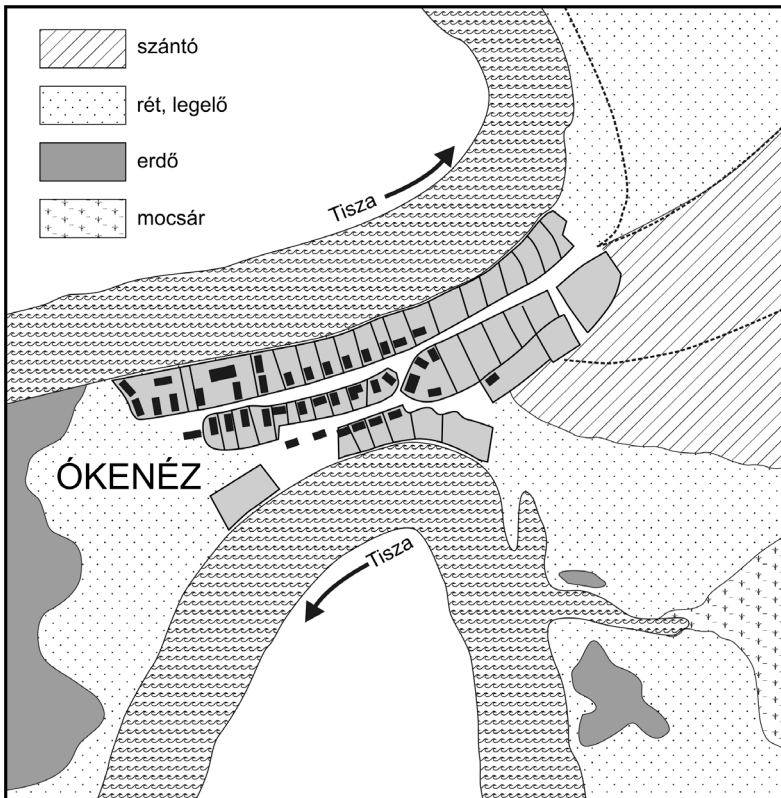 szántó
rét, legelő
erdő
mocsár
Tisza
ÓKENÉZ
Tisza